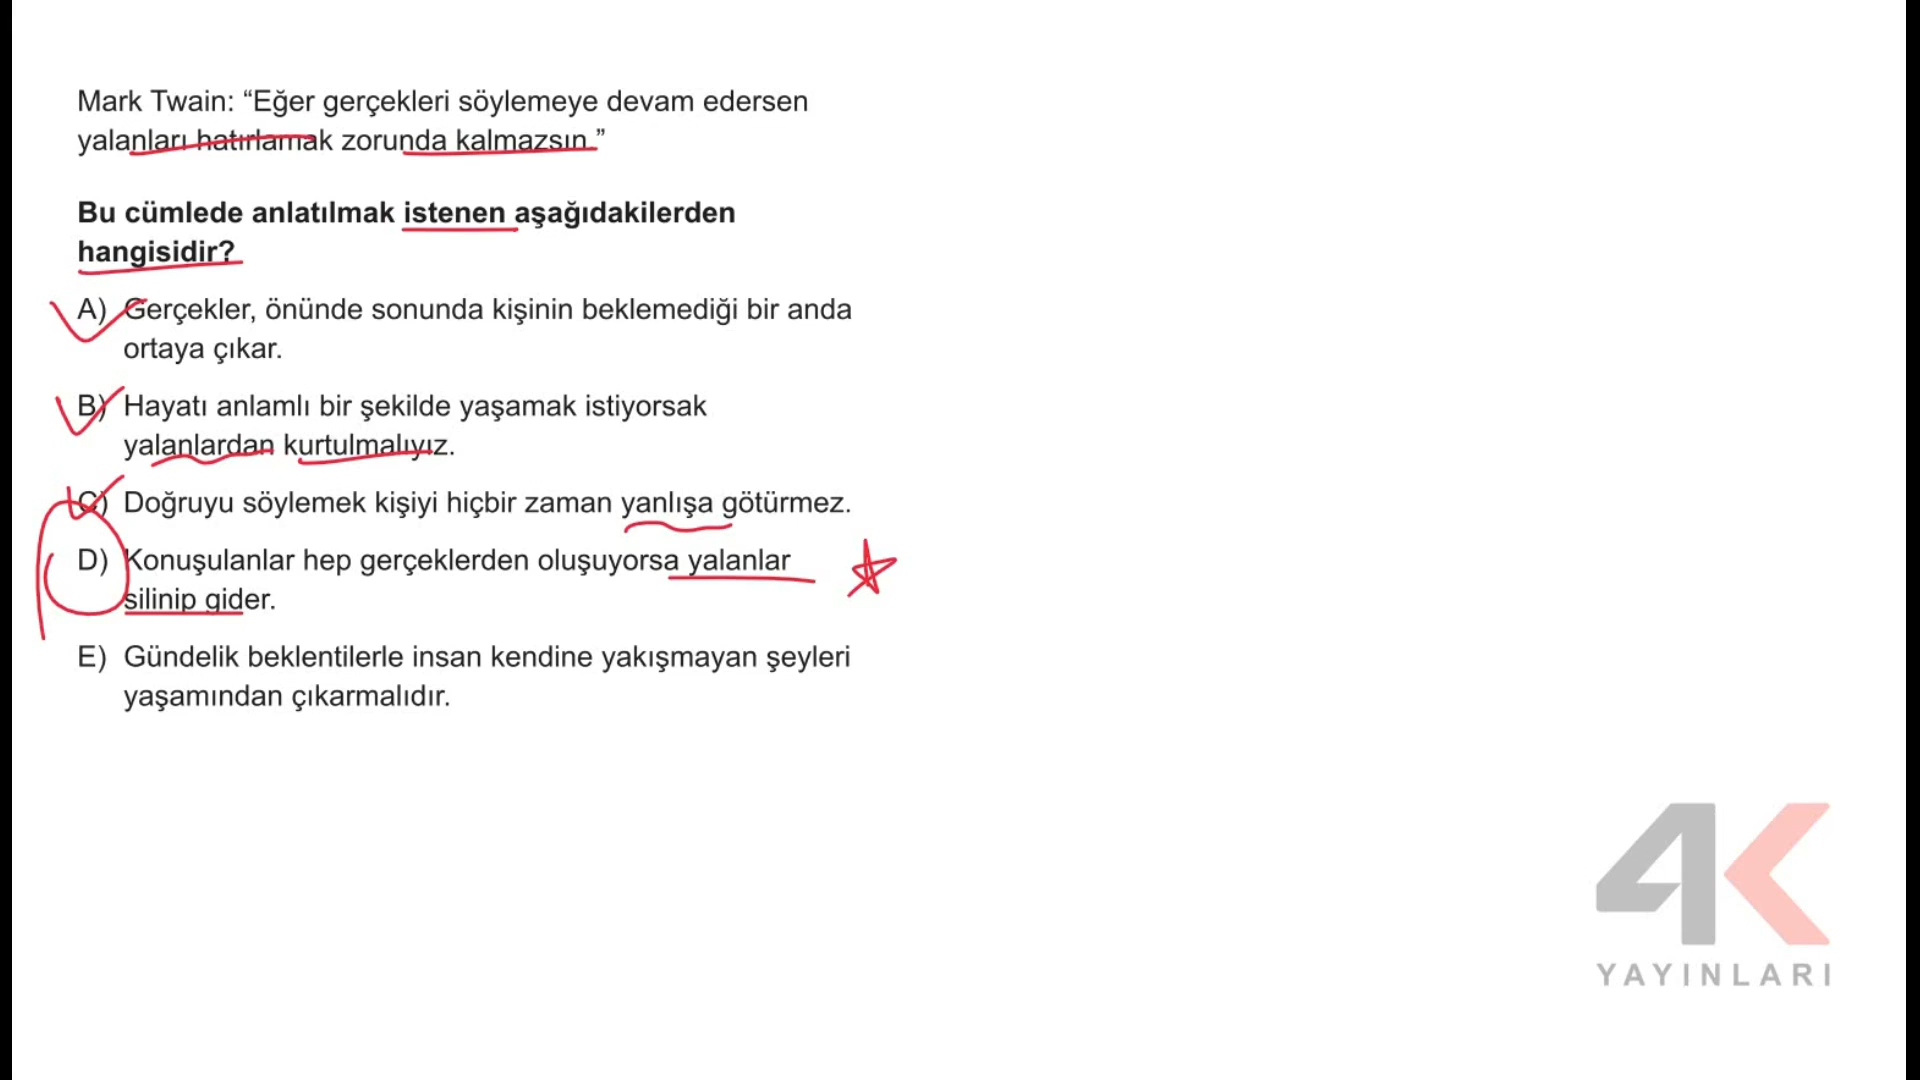 Mark Twain: “Eğer gerçekleri söylemeye devam edersen
yalanları hatırlamak zorunda kalmazsın.”
Bu cümlede anlatılmak istenen aşağıdakilerden
hangisidir?
A) Gerçekler, önünde sonunda kişinin beklemediği bir anda
ortaya çıkar.
B) Hayatı anlamlı bir şekilde yaşamak istiyorsak
yalanlardan kurtulmalıyız.
C) Doğruyu söylemek kişiyi hiçbir zaman yanlışa götürmez.
D) Konuşulanlar hep gerçeklerden oluşuyorsa yalanlar
silinip gider.
E) Gündelik beklentilerle insan kendine yakışmayan şeyleri
yaşamından çıkarmalıdır.
4K
YAYINLARI